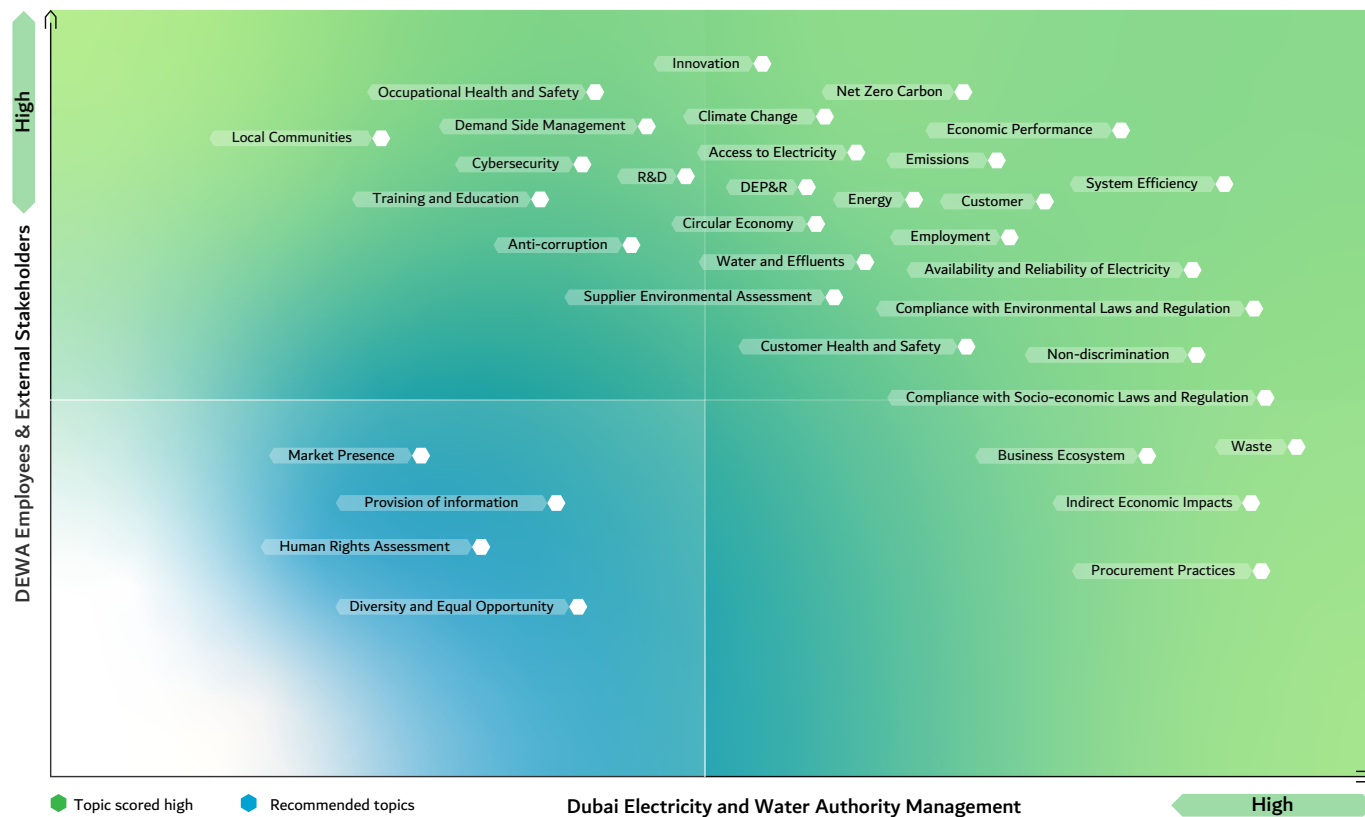 High
DEWA Employees & External Stakeholders
Innovation
Occupational Health and Safety
Net Zero Carbon
Climate Change
Demand Side Management
Economic Performance
Local Communities
Access to Electricity
Emissions
Cybersecurity
R&D
System Efficiency
DEP&R
Training and Education
Energy
Customer
Circular Economy
Employment
Anti-corruption
Water and Effluents
Availability and Reliability of Electricity
Supplier Environmental Assessment
Compliance with Environmental Laws and Regulation
Customer Health and Safety
Non-discrimination
Compliance with Socio-economic Laws and Regulation
Waste
Market Presence
Business Ecosystem
Provision of information
Indirect Economic Impacts
Human Rights Assessment
Procurement Practices
Diversity and Equal Opportunity
Topic scored high
Recommended topics
Dubai Electricity and Water Authority Management
High